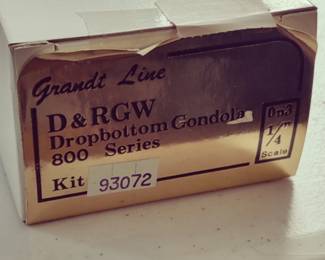 Grandt Line
D&RGW
Dropbottom Gondola
800 Series
Kit 93072
On3
1/4"
Scale